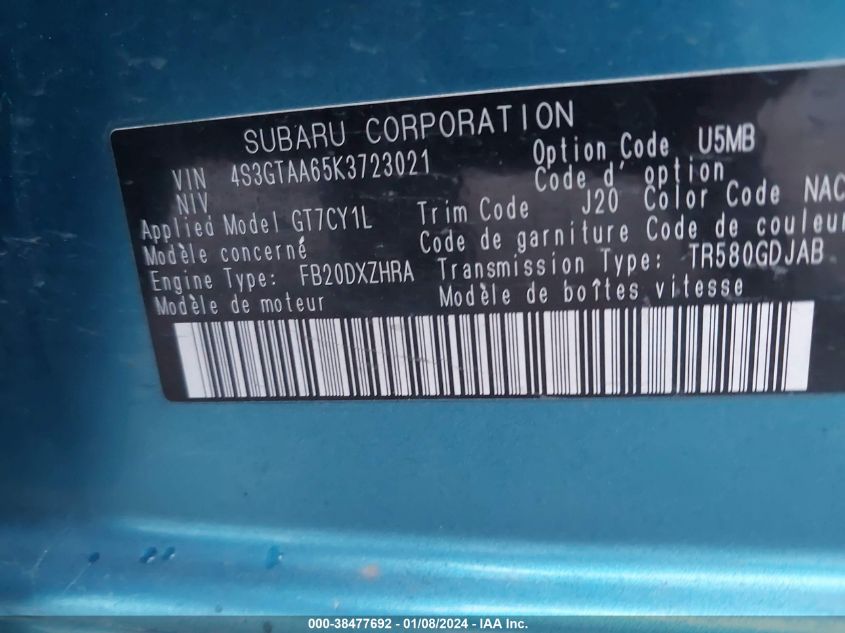 SUBARU CORPORATION
VIN 4S3GTAA65K3723021 Option Code U5MB
NIV Code d'option
Applied Model GT7CY1L Trim Code J20 Color Code NAC
Modèle concerné Code de garniture Code de couleur
Engine Type: FB20DXZHRA Transmission Type: TR580GDJAB
Modèle de moteur Modèle de boîtes vitesse
000-38477692 - 01/08/2024 - IAA Inc.